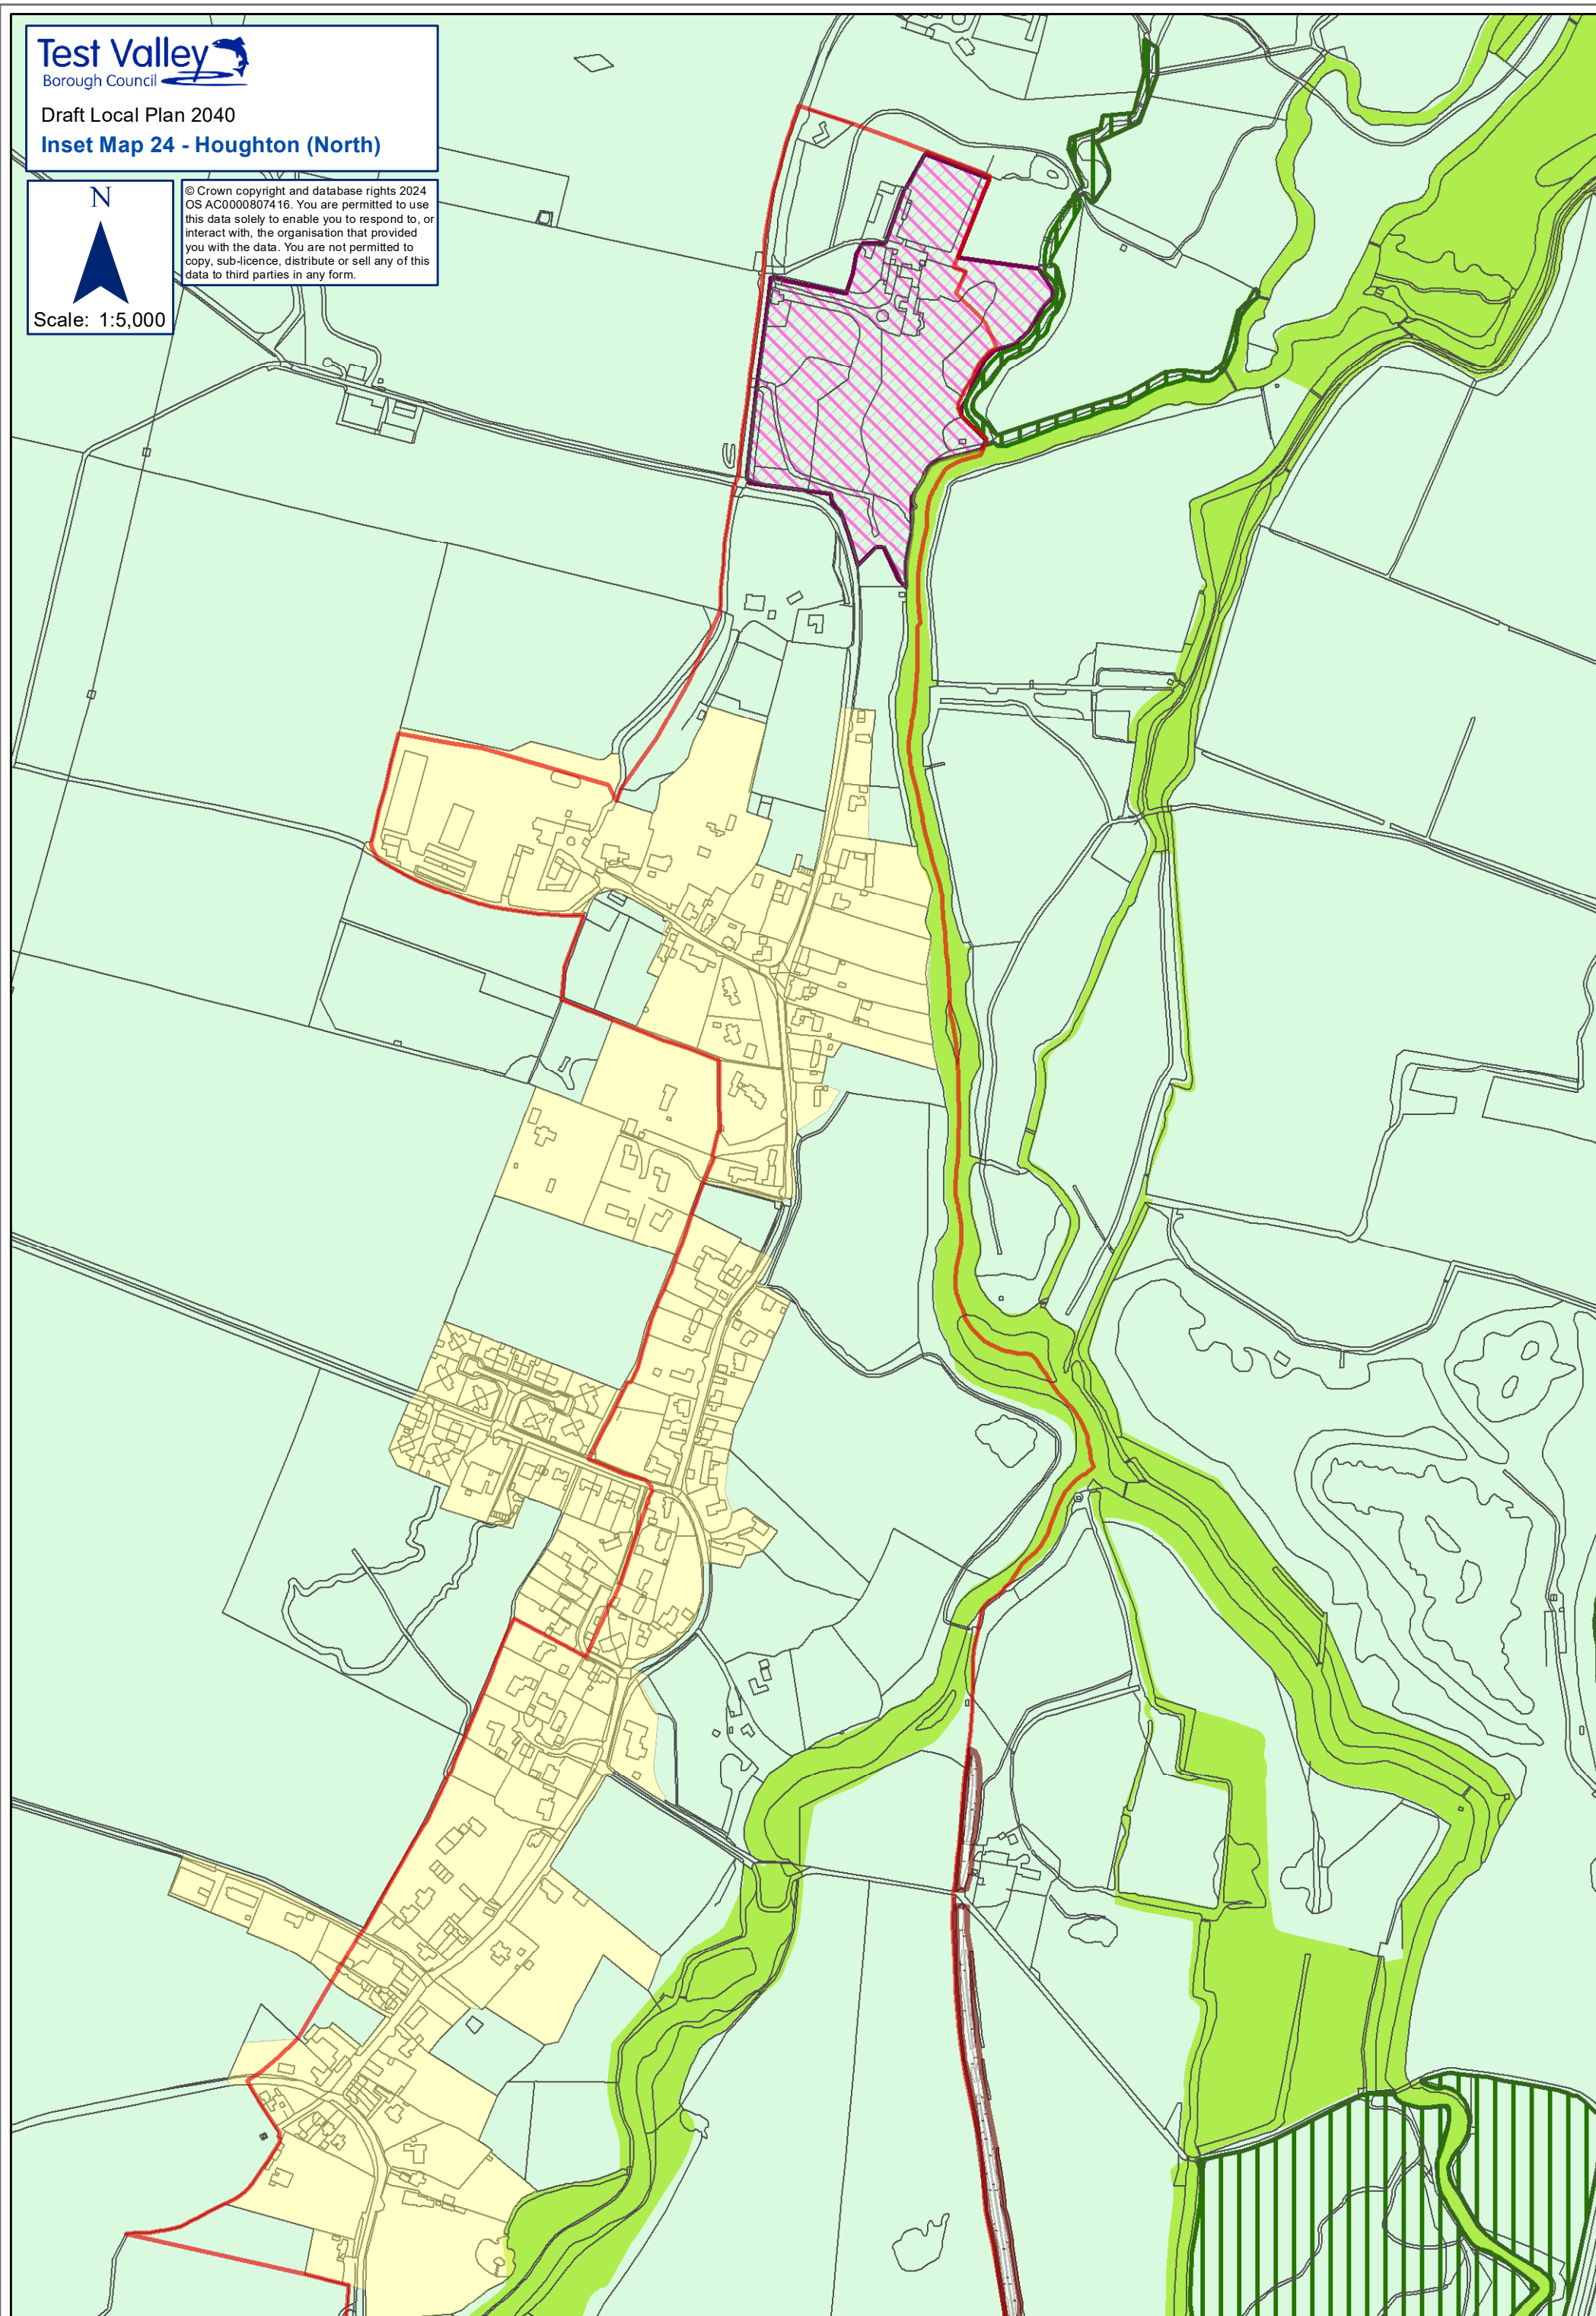 Test Valley
Borough Council
Draft Local Plan 2040
Inset Map 24 - Houghton (North)
N
Scale: 1:5,000
© Crown copyright and database rights 2024
OS AC0000807416. You are permitted to use
this data solely to enable you to respond to, or
interact with, the organisation that provided
you with the data. You are not permitted to
copy, sub-licence, distribute or sell any of this
data to third parties in any form.